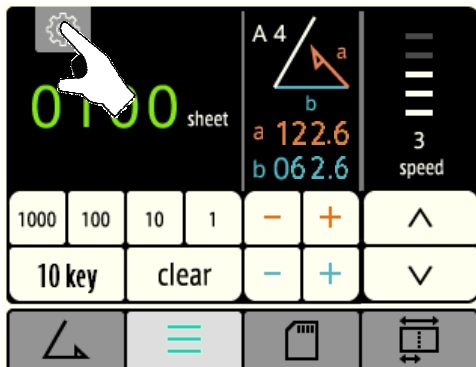 A 4
a
b
0100 sheet
a 122.6
b 062.6
3
speed
1000 100 10 1 - +
10 key clear - +